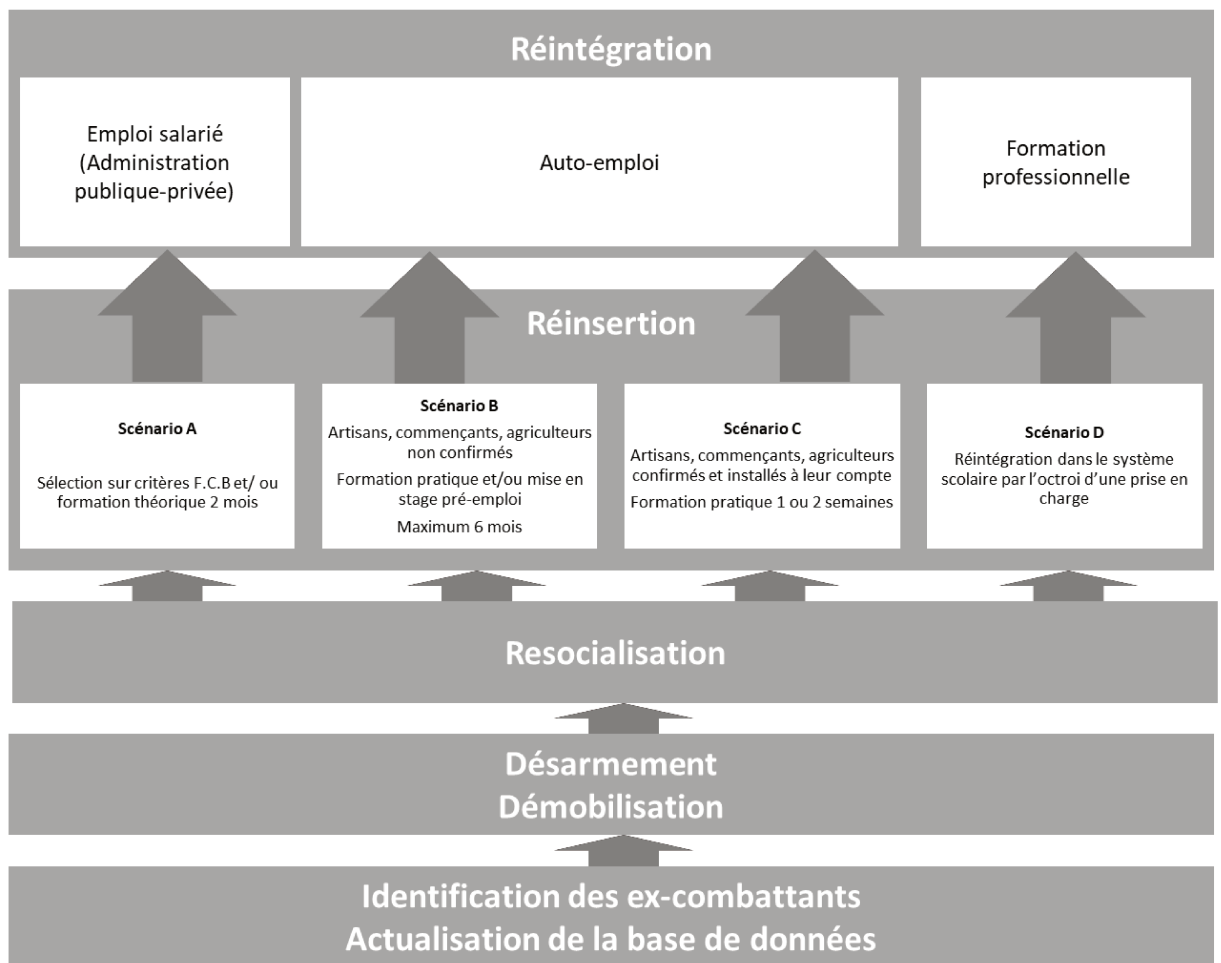 Réintégration
Emploi salarié
(Administration
publique-privée)
Auto-emploi
Formation
professionnelle
Réinsertion
Scénario A
Sélection sur critères F.C.B et/ ou
formation théorique 2 mois
Scénario B
Artisans, commençants, agriculteurs
non confirmés
Formation pratique et/ou mise en
stage pré-emploi
Maximum 6 mois
Scénario C
Artisans, commençants, agriculteurs
confirmés et installés à leur compte
Formation pratique 1 ou 2 semaines
Scénario D
Réintégration dans le système
scolaire par l'octroi d'une prise en
charge
Resocialisation
Désarmement
Démobilisation
Identification des ex-combattants
Actualisation de la base de données